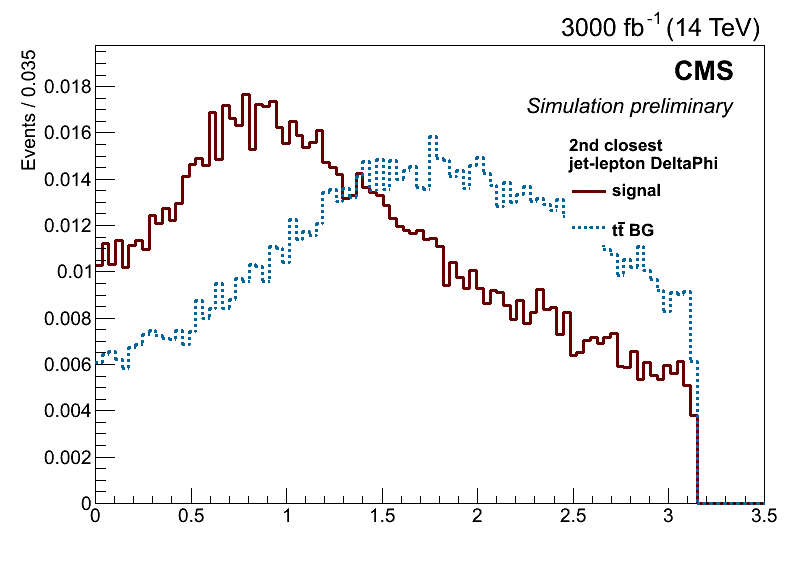 3000 fb⁻¹ (14 TeV)
CMS
Simulation preliminary
2nd closest
jet-lepton DeltaPhi
signal
tt̄ BG
Events / 0.035
0.018
0.016
0.014
0.012
0.01
0.008
0.006
0.004
0.002
0
0 0.5 1 1.5 2 2.5 3 3.5